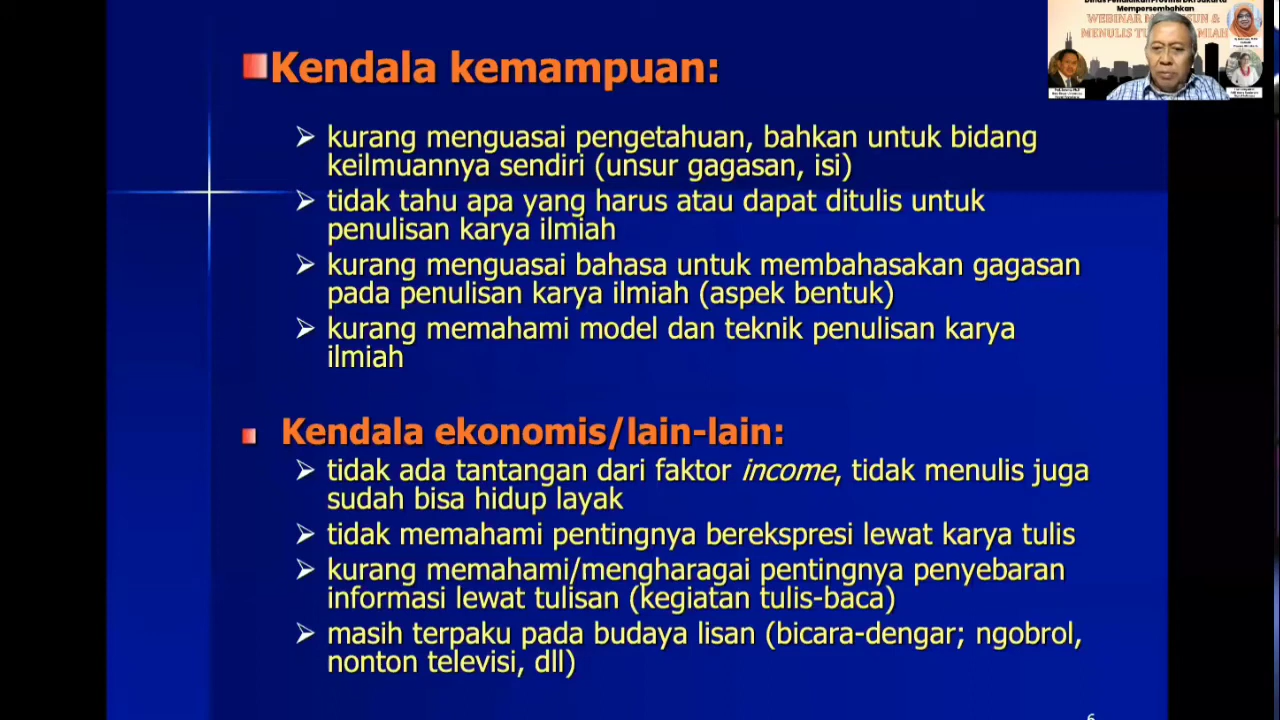 Dinas Pendidikan Provinsi DKI Jakarta
Mempersembahkan
WEBINAR &
MENULIS
Kendala kemampuan:
➢ kurang menguasai pengetahuan, bahkan untuk bidang
keilmuannya sendiri (unsur gagasan, isi)
➢ tidak tahu apa yang harus atau dapat ditulis untuk
penulisan karya ilmiah
➢ kurang menguasai bahasa untuk membahasakan gagasan
pada penulisan karya ilmiah (aspek bentuk)
➢ kurang memahami model dan teknik penulisan karya
ilmiah
Kendala ekonomis/lain-lain:
➢ tidak ada tantangan dari faktor income, tidak menulis juga
sudah bisa hidup layak
➢ tidak memahami pentingnya berekspresi lewat karya tulis
➢ kurang memahami/mengharagai pentingnya penyebaran
informasi lewat tulisan (kegiatan tulis-baca)
➢ masih terpaku pada budaya lisan (bicara-dengar; ngobrol,
nonton televisi, dll)
6